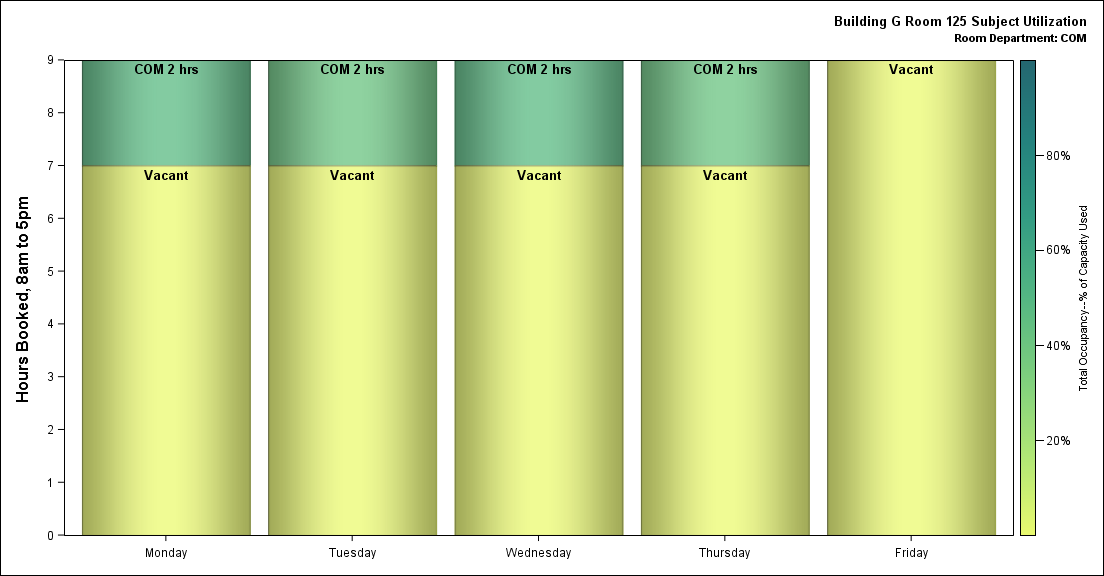 Building G Room 125 Subject Utilization
Room Department: COM
Hours Booked, 8am to 5pm
9
8
7
6
5
4
3
2
1
0
COM 2 hrs
COM 2 hrs
COM 2 hrs
COM 2 hrs
Vacant
Vacant
Vacant
Vacant
Vacant
Monday
Tuesday
Wednesday
Thursday
Friday
80%
60%
40%
20%
Total Occupancy--% of Capacity Used